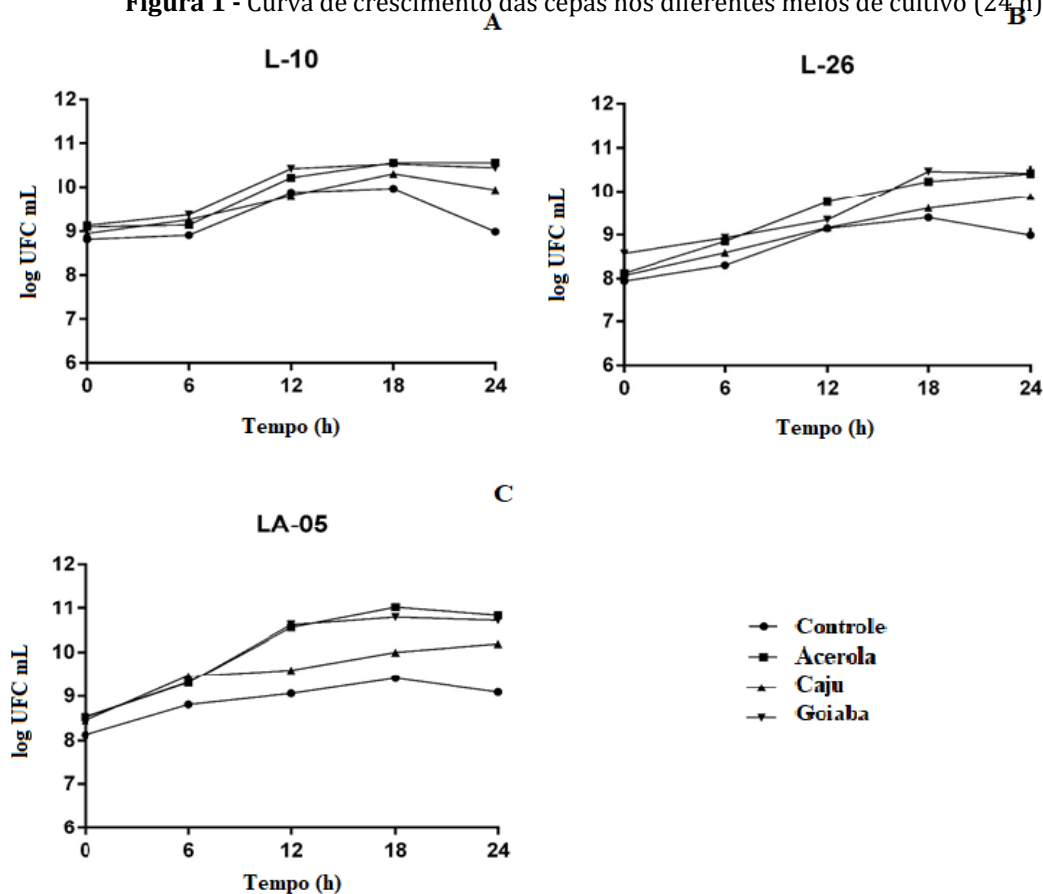 Figura 1 - Curva de crescimento das cepas nos diferentes meios de cultivo (24 h)
A
L-10
12
11
10
9
8
7
6
log UFC mL
0 6 12 18 24
Tempo (h)
B
L-26
12
11
10
9
8
7
6
log UFC mL
0 6 12 18 24
Tempo (h)
C
LA-05
12
11
10
9
8
7
6
log UFC mL
0 6 12 18 24
Tempo (h)
Controle
Acerola
Caju
Goiaba